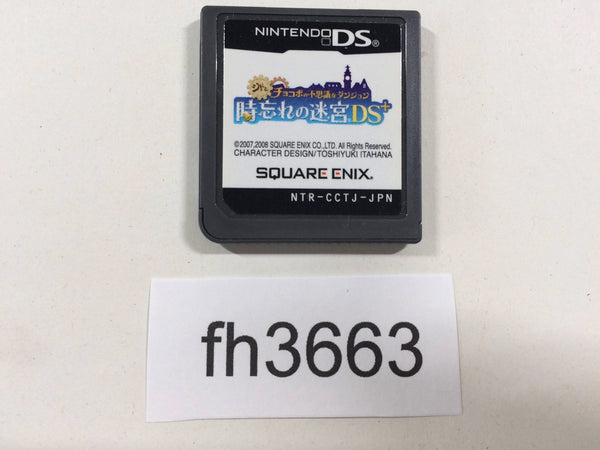 NINTENDO DS®
シドとチョコボの不思議なダンジョン
時忘れの迷宮DS+
©2007,2008 SQUARE ENIX CO.,LTD. All Rights Reserved.
CHARACTER DESIGN/TOSHIYUKI ITAHANA
SQUARE ENIX®
NTR-CCTJ-JPN
fh3663